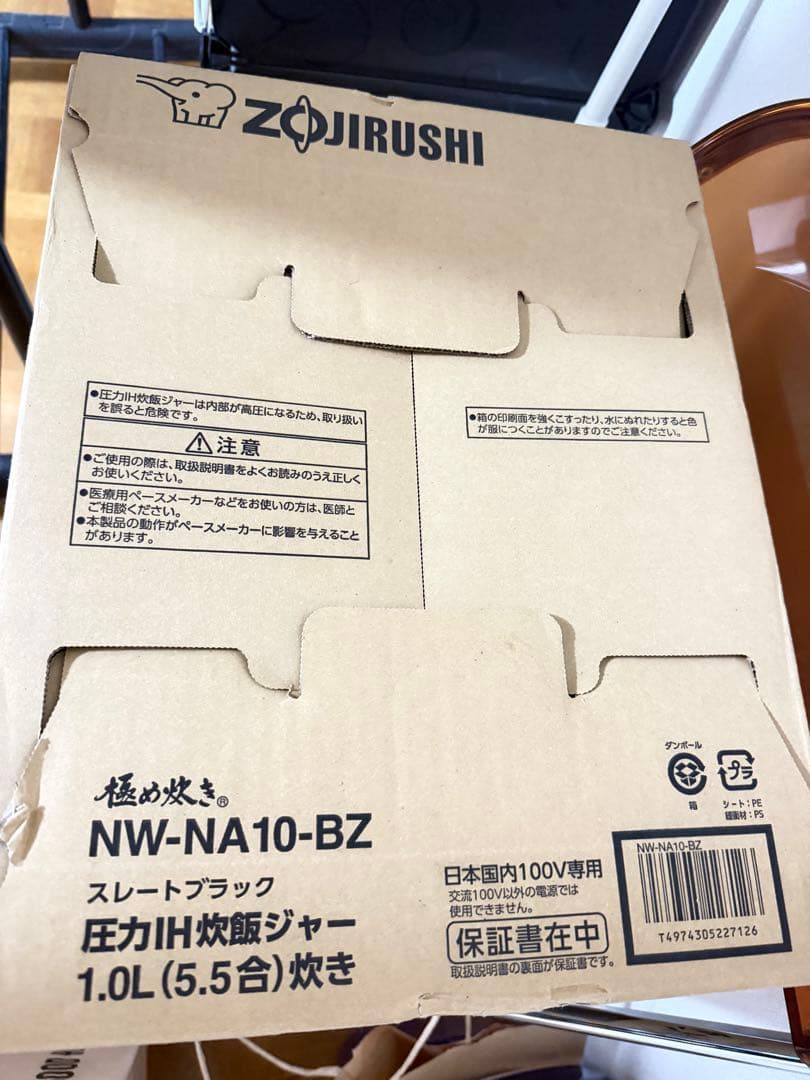 ZOJIRUSHI
●圧力IH炊飯ジャーは内部が高圧になるため、取り扱い
を誤ると危険です。
⚠注意
●ご使用の際は、取扱説明書をよくお読みのうえ正しく
お使いください。
●医療用ペースメーカーなどをお使いの方は、医師と
ご相談ください。
●本製品の動作がペースメーカーに影響を与えること
があります。
●箱の印刷面を強くこすったり、水にぬれたりすると色
が服につくことがありますのでご注意ください。
極め炊き®
NW-NA10-BZ
スレートブラック
圧力IH炊飯ジャー
1.0L(5.5合)炊き
ダンボール
箱
プラ
シート:PE
緩衝材:PS
日本国内100V専用
交流100V以外の電源では
使用できません。
保証書在中
取扱説明書の裏面が保証書です。
NW-NA10-BZ
T4974305227126